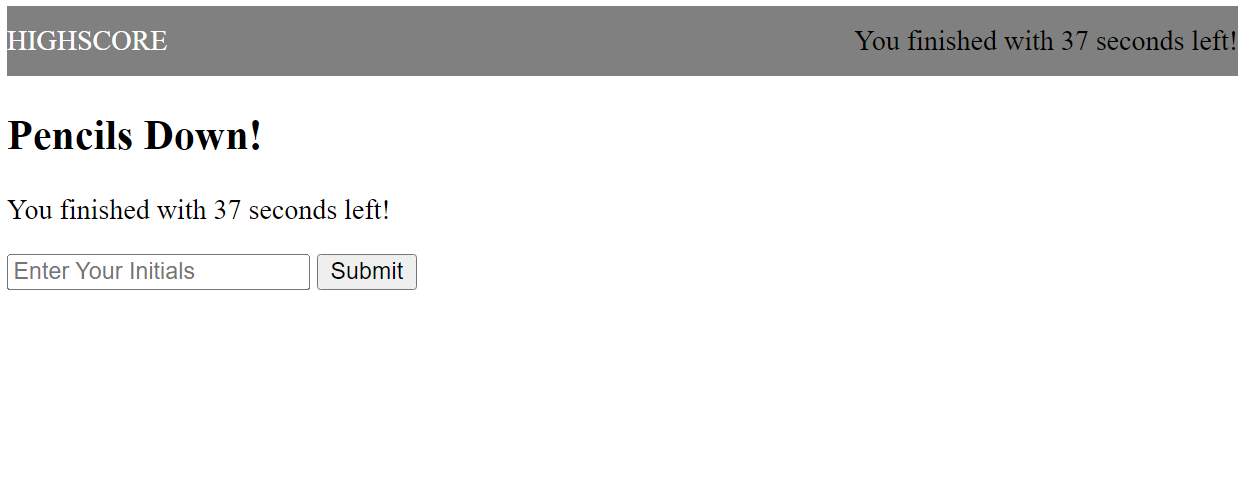 HIGHSCORE
You finished with 37 seconds left!
Pencils Down!
You finished with 37 seconds left!
Enter Your Initials Submit